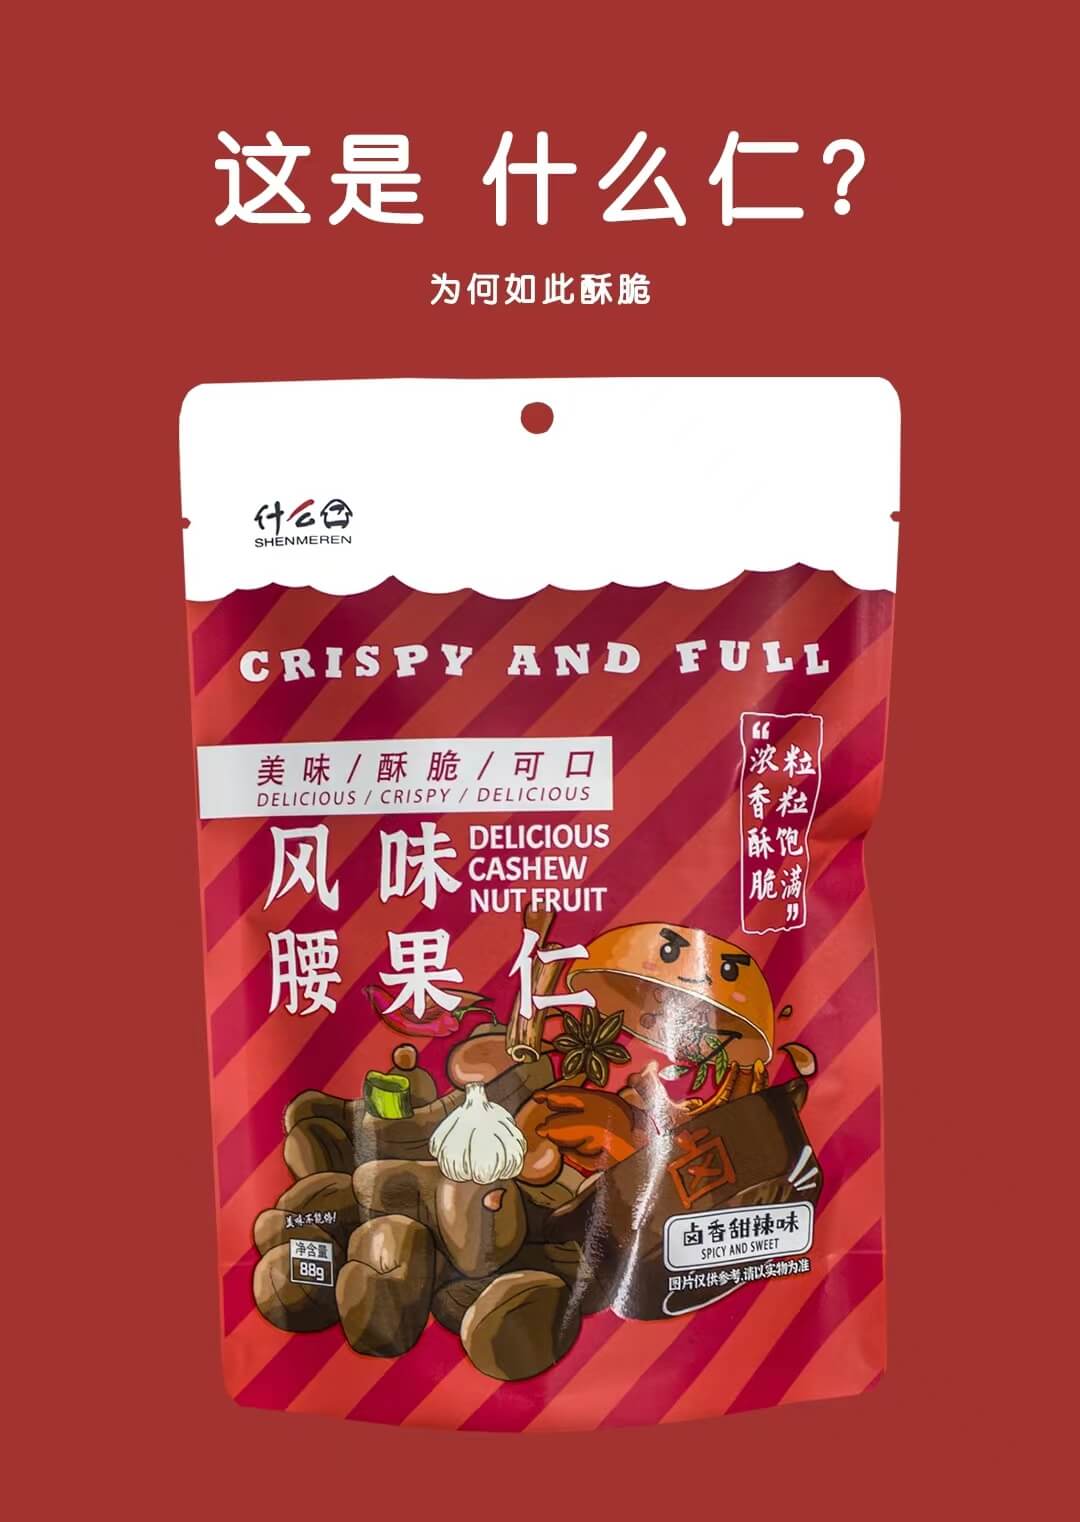 这是 什么仁？
为何如此酥脆
什么
SHENMEREN
CRISPY AND FULL
美味/酥脆/可口
DELICIOUS / CRISPY / DELICIOUS
“粒粒饱满
浓香酥脆”
风味
DELICIOUS
CASHEW
NUT FRUIT
腰果仁
卤
美味不能停!
净含量
88g
卤香甜辣味
SPICY AND SWEET
图片仅供参考,请以实物为准